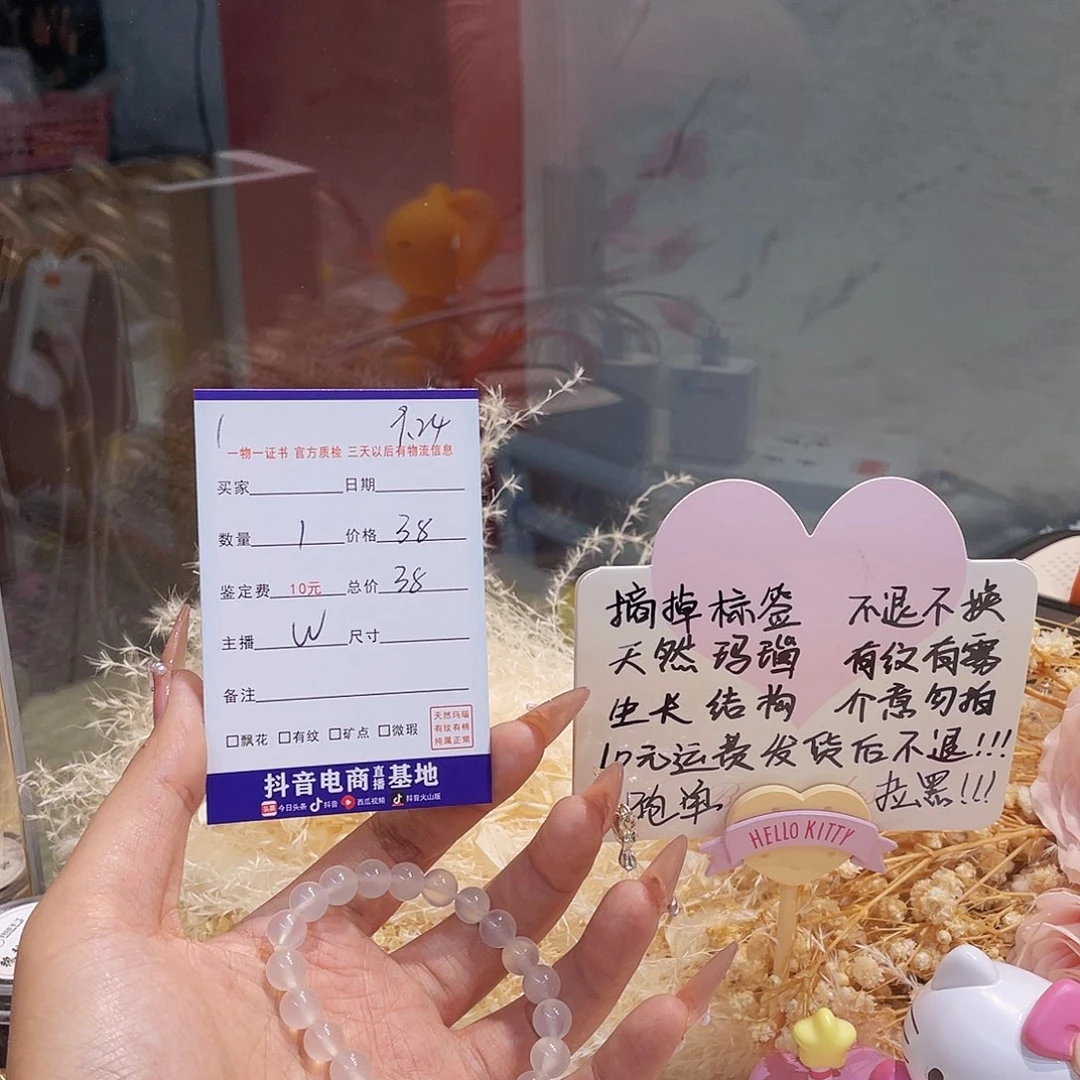 1 9.24
一物一证书 官方质检 三天以后有物流信息
买家 日期
数量 1 价格 38
鉴定费 10元 总价 38
主播 W 尺寸
备注
□飘花 □有纹 □矿点 □微瑕
天然玛瑙
有纹有棉
纯属正常
抖音电商直播基地
头条 今日头条 抖音 西瓜视频 抖音火山版
摘掉标签 不退不换
天然玛瑙 有纹有雾
生长结构 介意勿拍
10元运费发货后不退!!!
跑单 拉黑!!!
HELLO KITTY